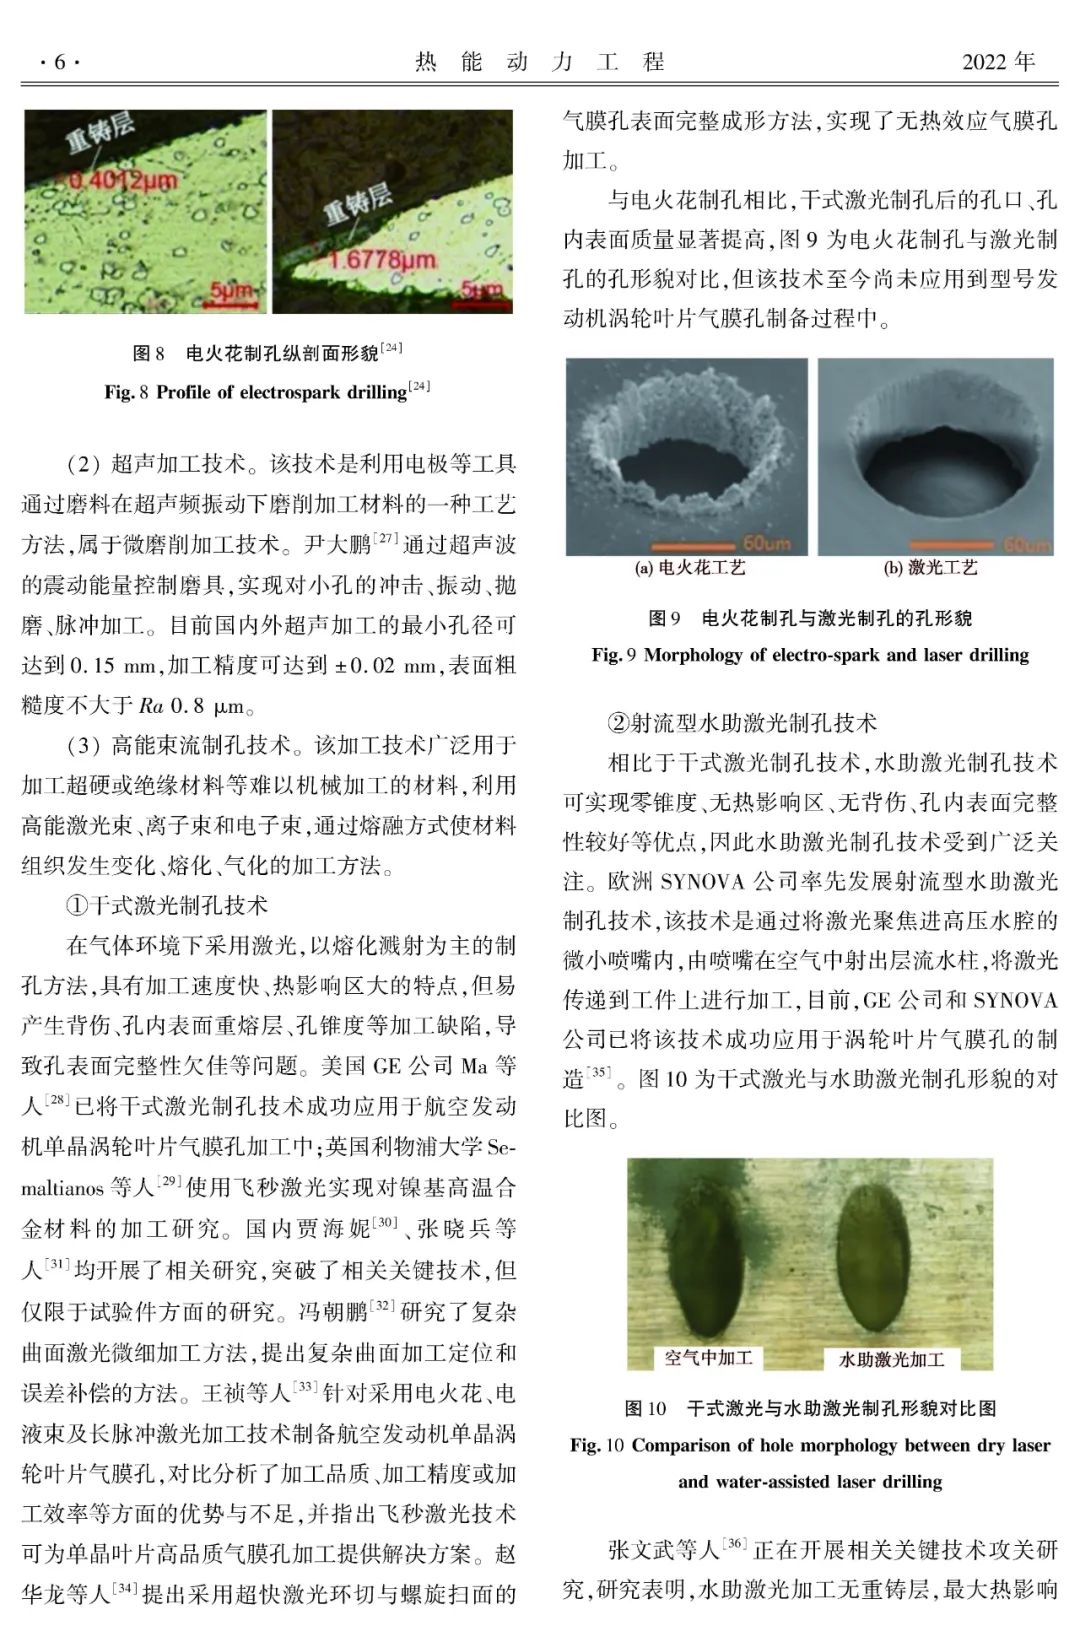 ·6·
热能动力工程
2022年
重铸层
0.4012μm
5μm
重铸层
1.6778μm
5μm
图8 电火花制孔纵剖面形貌[24]
Fig. 8 Profile of electrospark drilling[24]
(2) 超声加工技术。该技术是利用电极等工具
通过磨料在超声频振动下磨削加工材料的一种工艺
方法,属于微磨削加工技术。尹大鹏[27]通过超声波
的震动能量控制磨具,实现对小孔的冲击、振动、抛
磨、脉冲加工。目前国内外超声加工的最小孔径可
达到0.15 mm,加工精度可达到±0.02 mm,表面粗
糙度不大于Ra 0.8 μm。
(3) 高能束流制孔技术。该加工技术广泛用于
加工超硬或绝缘材料等难以机械加工的材料,利用
高能激光束、离子束和电子束,通过熔融方式使材料
组织发生变化、熔化、气化的加工方法。
①干式激光制孔技术
在气体环境下采用激光,以熔化溅射为主的制
孔方法,具有加工速度快、热影响区大的特点,但易
产生背伤、孔内表面重熔层、孔锥度等加工缺陷,导
致孔表面完整性欠佳等问题。美国GE公司Ma等
人[28]已将干式激光制孔技术成功应用于航空发动
机单晶涡轮叶片气膜孔加工中;英国利物浦大学Se-
maltianos等人[29]使用飞秒激光实现对镍基高温合
金材料的加工研究。国内贾海妮[30]、张晓兵等
人[31]均开展了相关研究,突破了相关关键技术,但
仅限于试验件方面的研究。冯朝鹏[32]研究了复杂
曲面激光微细加工方法,提出复杂曲面加工定位和
误差补偿的方法。王祯等人[33]针对采用电火花、电
液束及长脉冲激光加工技术制备航空发动机单晶涡
轮叶片气膜孔,对比分析了加工品质、加工精度或加
工效率等方面的优势与不足,并指出飞秒激光技术
可为单晶叶片高品质气膜孔加工提供解决方案。赵
华龙等人[34]提出采用超快激光环切与螺旋扫面的
气膜孔表面完整成形方法,实现了无热效应气膜孔
加工。
与电火花制孔相比,干式激光制孔后的孔口、孔
内表面质量显著提高,图9为电火花制孔与激光制
孔的孔形貌对比,但该技术至今尚未应用到型号发
动机涡轮叶片气膜孔制备过程中。
60um
60um
(a) 电火花工艺
(b) 激光工艺
图9 电火花制孔与激光制孔的孔形貌
Fig. 9 Morphology of electro-spark and laser drilling
②射流型水助激光制孔技术
相比于干式激光制孔技术,水助激光制孔技术
可实现零锥度、无热影响区、无背伤、孔内表面完整
性较好等优点,因此水助激光制孔技术受到广泛关
注。欧洲SYNOVA公司率先发展射流型水助激光
制孔技术,该技术是通过将激光聚焦进高压水腔的
微小喷嘴内,由喷嘴在空气中射出层流水柱,将激光
传递到工件上进行加工,目前,GE公司和SYNOVA
公司已将该技术成功应用于涡轮叶片气膜孔的制
造[35]。图10为干式激光与水助激光制孔形貌的对
比图。
空气中加工
水助激光加工
图10 干式激光与水助激光制孔形貌对比图
Fig. 10 Comparison of hole morphology between dry laser
and water-assisted laser drilling
张文武等人[36]正在开展相关关键技术攻关研
究,研究表明,水助激光加工无重铸层,最大热影响